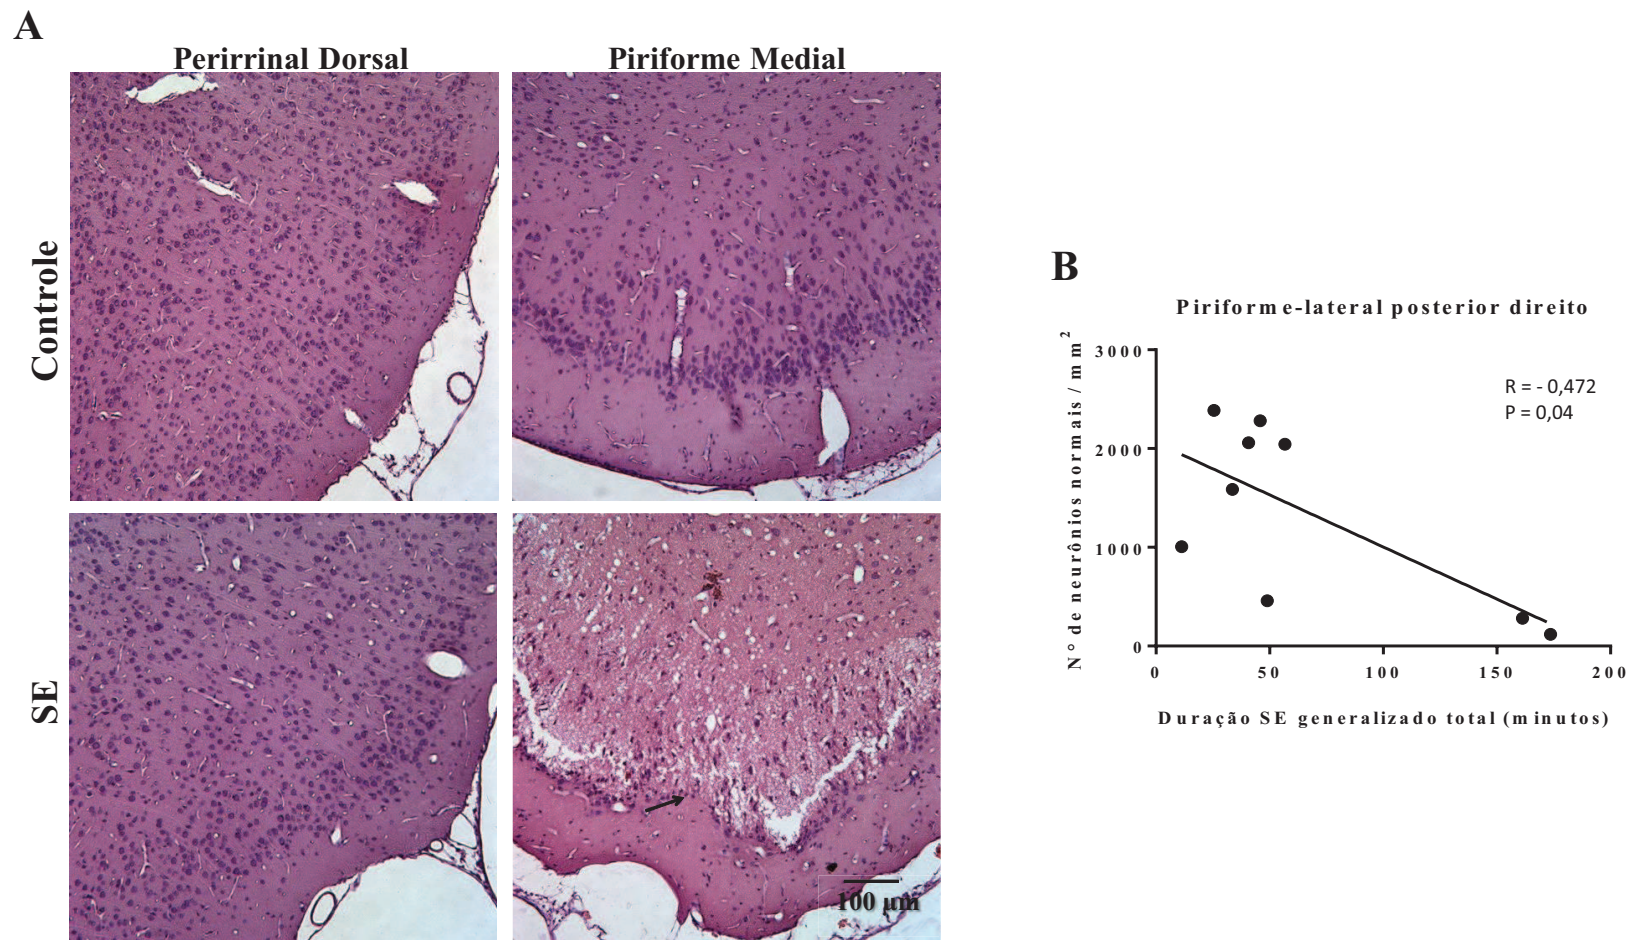 A
Perirrinal Dorsal
Piriforme Medial
Controle
SE
100 µm
B
Piriforme-lateral posterior direito
N° de neurônios normais / mm²
3000
2000
1000
0
R = - 0,472
P = 0,04
0 50 100 150 200
Duração SE generalizado total (minutos)